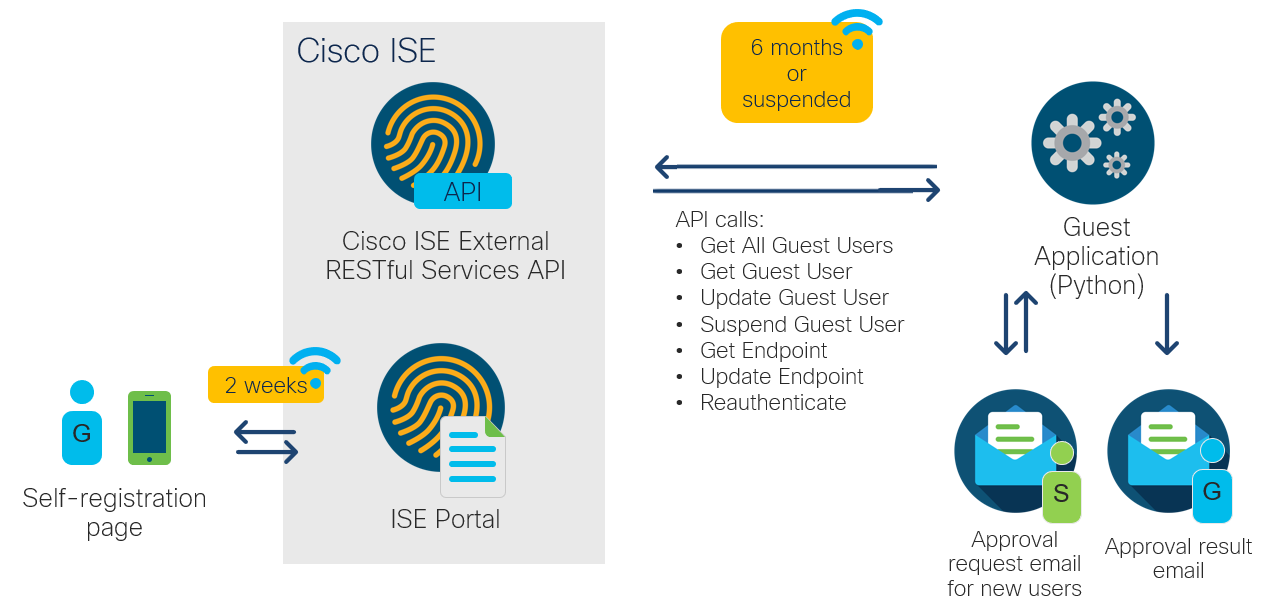 Cisco ISE
API
Cisco ISE External
RESTful Services API
6 months
or
suspended
API calls:
• Get All Guest Users
• Get Guest User
• Update Guest User
• Suspend Guest User
• Get Endpoint
• Update Endpoint
• Reauthenticate
Guest
Application
(Python)
2 weeks
G
Self-registration
page
ISE Portal
S
Approval
request email
for new users
G
Approval result
email